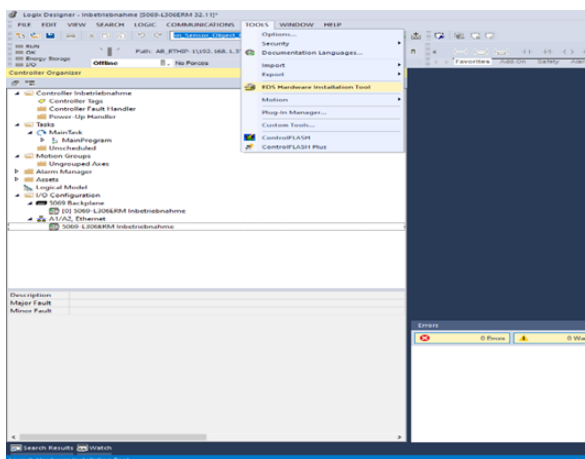 Logix Designer - Inbetriebnahme [5069-L306ERM 32.11]*
FILE EDIT VIEW SEARCH LOGIC COMMUNICATIONS TOOLS WINDOW HELP
RUN
OK
Energy Storage
I/O
Path: AB_ETHIP-1\192.168.1.
Offline
No Forces
Favorites Add-On Safety
Controller Organizer
Controller Inbetriebnahme
Controller Tags
Controller Fault Handler
Power-Up Handler
Tasks
MainTask
MainProgram
Unscheduled
Motion Groups
Ungrouped Axes
Alarm Manager
Assets
Logical Model
I/O Configuration
5069 Backplane
[0] 5069-L306ERM Inbetriebnahme
A1/A2, Ethernet
5069-L306ERM Inbetriebnahme
Options...
Security
Documentation Languages...
Import
Export
EDS Hardware Installation Tool
Motion
Plug-In Manager...
Custom Tools...
ControlFLASH
ControlFLASH Plus
Description
Major Fault
Minor Fault
Errors
0 Errors
0 Wa
Search Results Watch